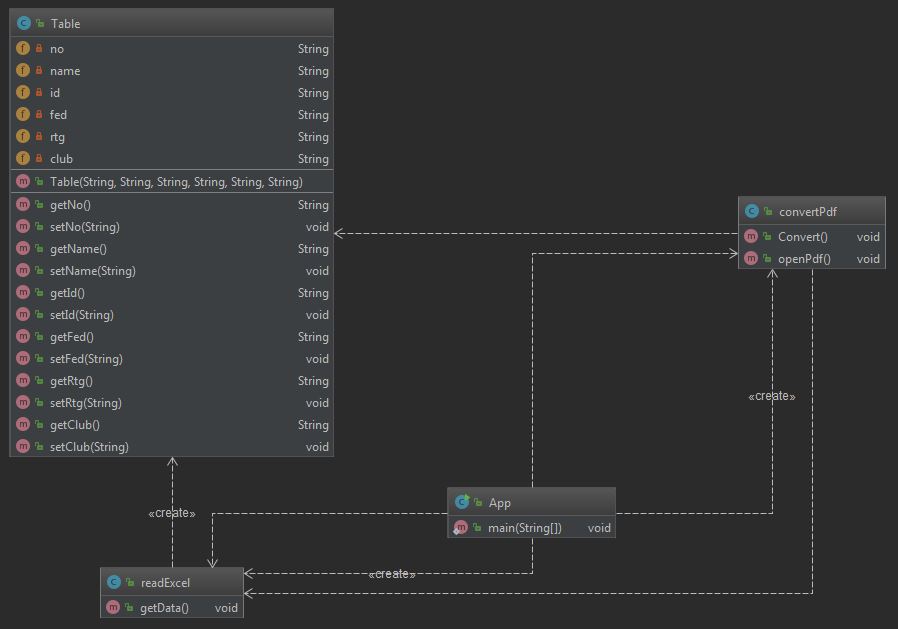 Table
no String
name String
id String
fed String
rtg String
club String
Table(String, String, String, String, String, String)
getNo() String
setNo(String) void
getName() String
setName(String) void
getId() String
setId(String) void
getFed() String
setFed(String) void
getRtg() String
setRtg(String) void
getClub() String
setClub(String) void
convertPdf
Convert() void
openPdf() void
«create»
«create»
App
main(String[]) void
«create»
readExcel
getData() void